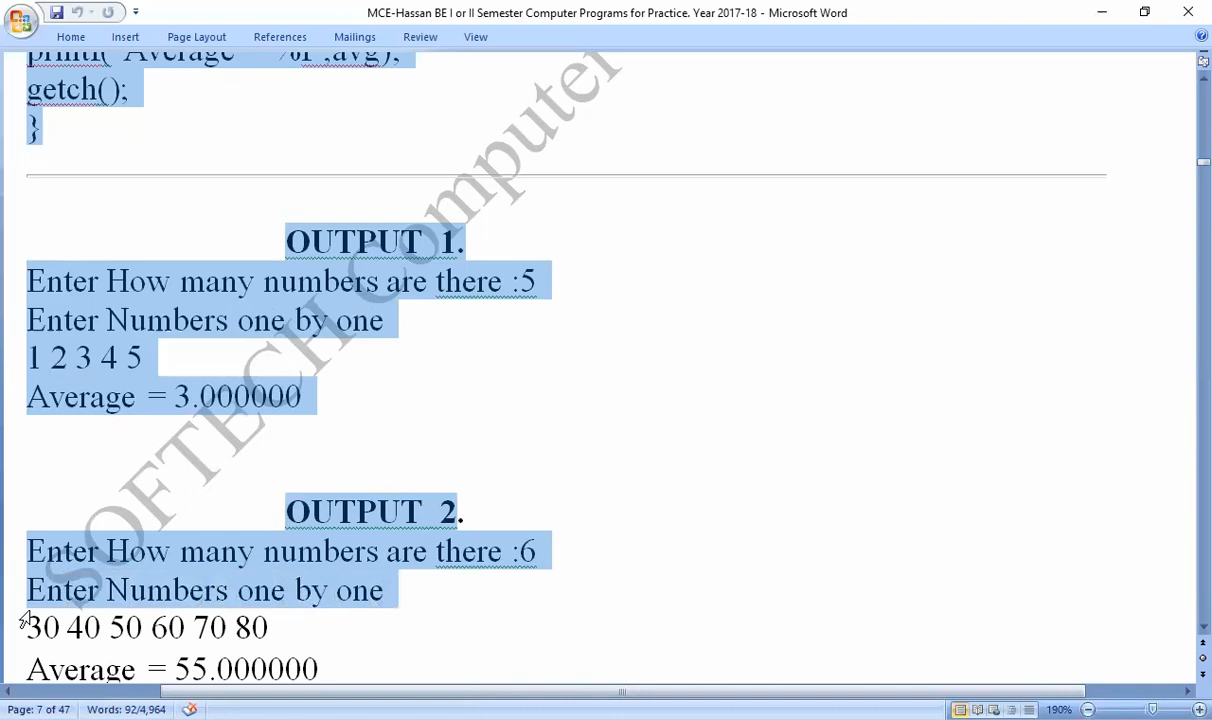 MCE-Hassan BE I or II Semester Computer Programs for Practice. Year 2017-18 - Microsoft Word
Home Insert Page Layout References Mailings Review View
printf("Average = %f",avg);
getch();
}
OUTPUT 1.
Enter How many numbers are there :5
Enter Numbers one by one
1 2 3 4 5
Average = 3.000000
OUTPUT 2.
Enter How many numbers are there :6
Enter Numbers one by one
30 40 50 60 70 80
Average = 55.000000
SOFTECH Computer
Page: 7 of 47 Words: 92/4,964 190%